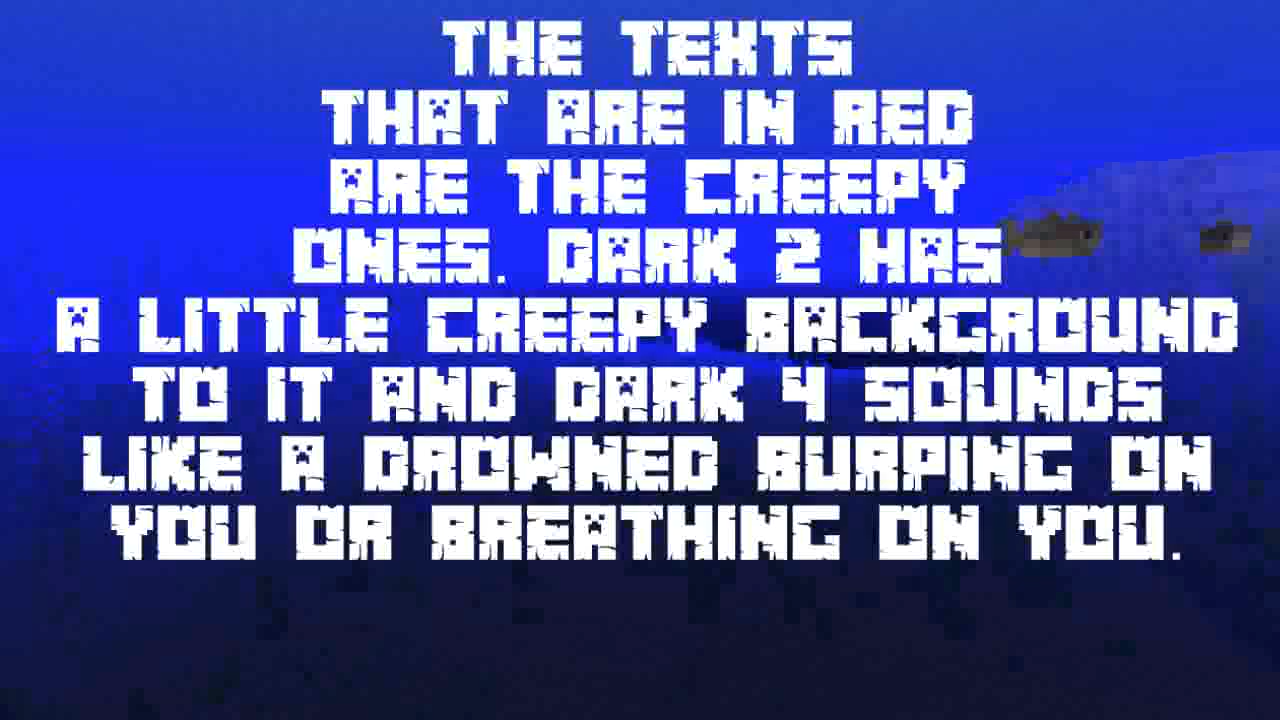 THE TEXTS
THAT ARE IN RED
ARE THE CREEPY
ONES. DARK 2 HAS
A LITTLE CREEPY BACKGROUND
TO IT AND DARK 4 SOUNDS
LIKE A DROWNED BURPING ON
YOU OR BREATHING ON YOU.